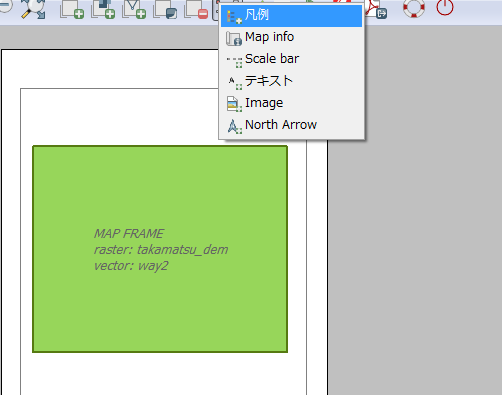 凡例
Map info
Scale bar
テキスト
Image
North Arrow
MAP FRAME
raster: takamatsu_dem
vector: way2